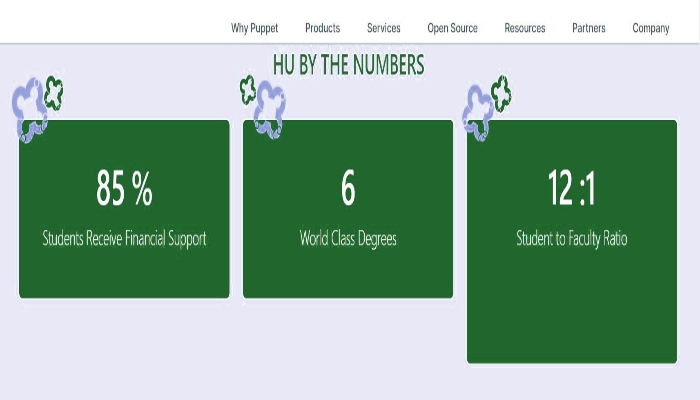 Why Puppet Products Services Open Source Resources Partners Company
HU BY THE NUMBERS
85 %
Students Receive Financial Support
6
World Class Degrees
12 :1
Student to Faculty Ratio